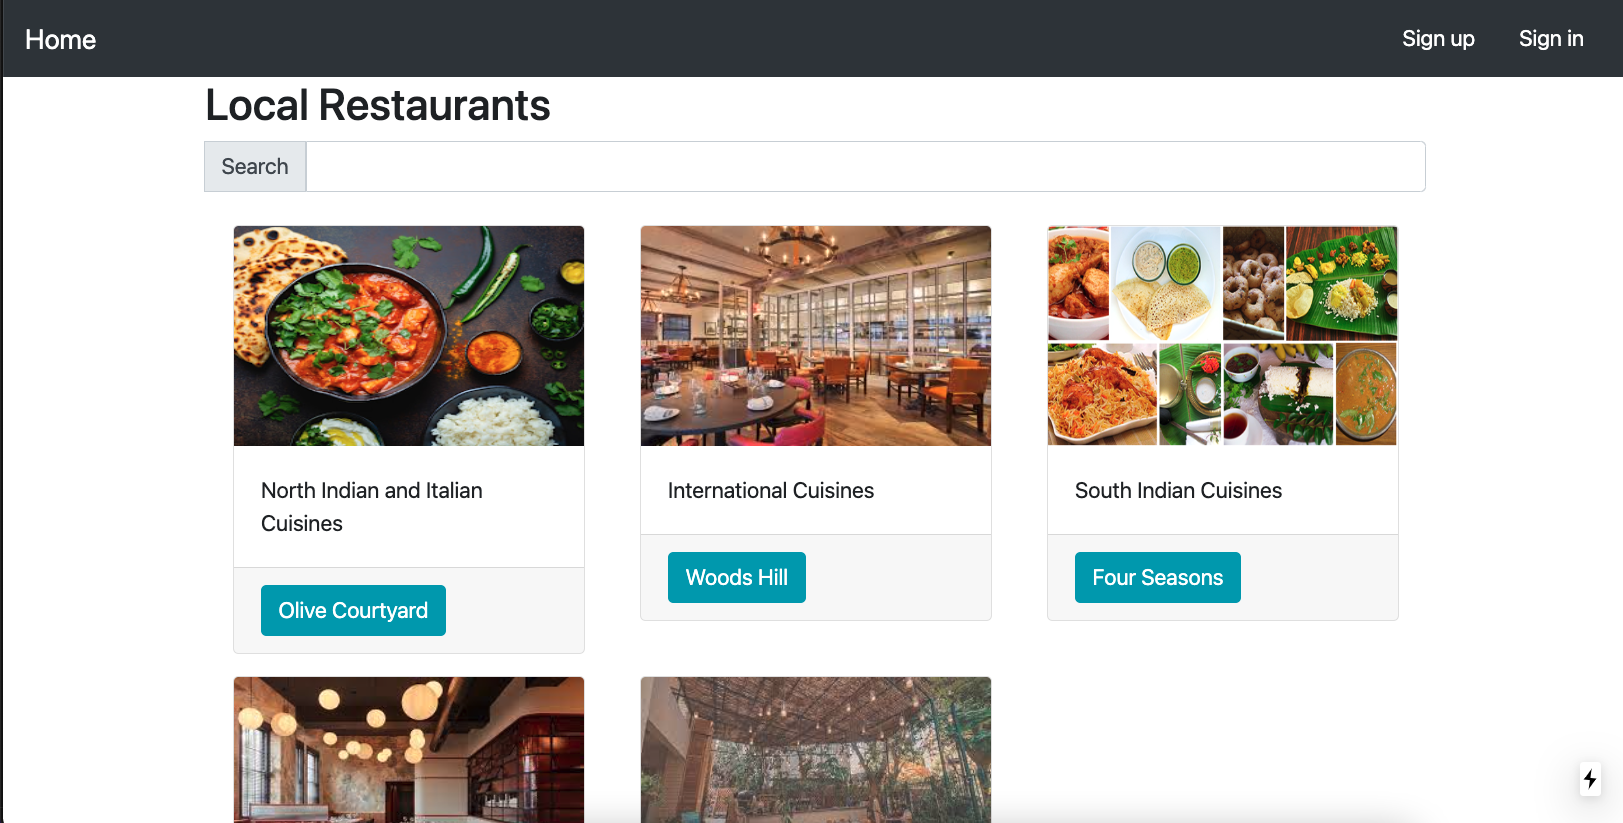 Home
Sign up
Sign in
Local Restaurants
Search
North Indian and Italian
Cuisines
Olive Courtyard
International Cuisines
Woods Hill
South Indian Cuisines
Four Seasons